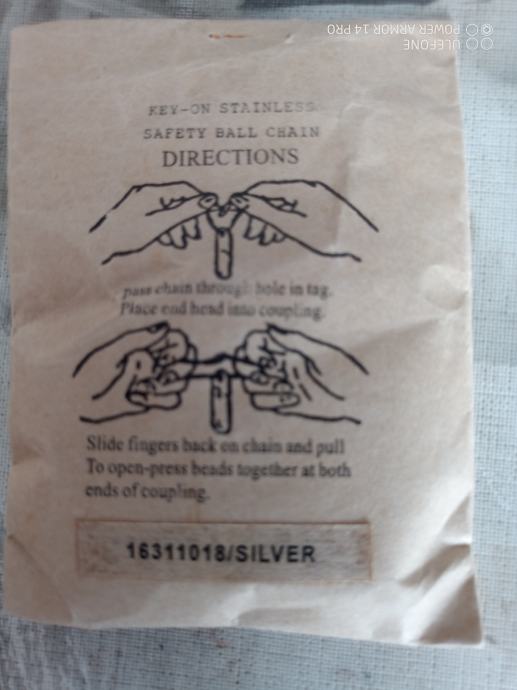 ULEFONE
POWER ARMOR 14 PRO
KEY-ON STAINLESS
SAFETY BALL CHAIN
DIRECTIONS
pass chain through hole in tag.
Place end bead into coupling.
Slide fingers back on chain and pull
To open-press beads together at both
ends of coupling.
16311018/SILVER